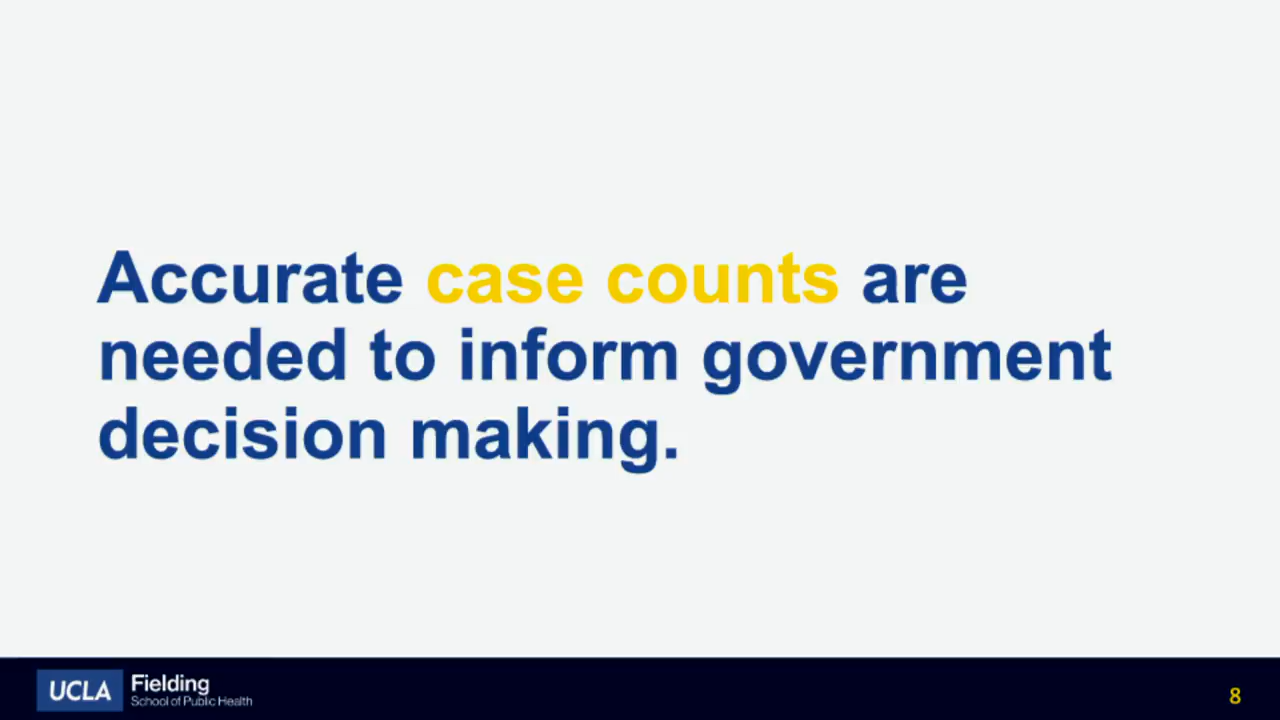 Accurate case counts are
needed to inform government
decision making.
UCLA Fielding
School of Public Health
8